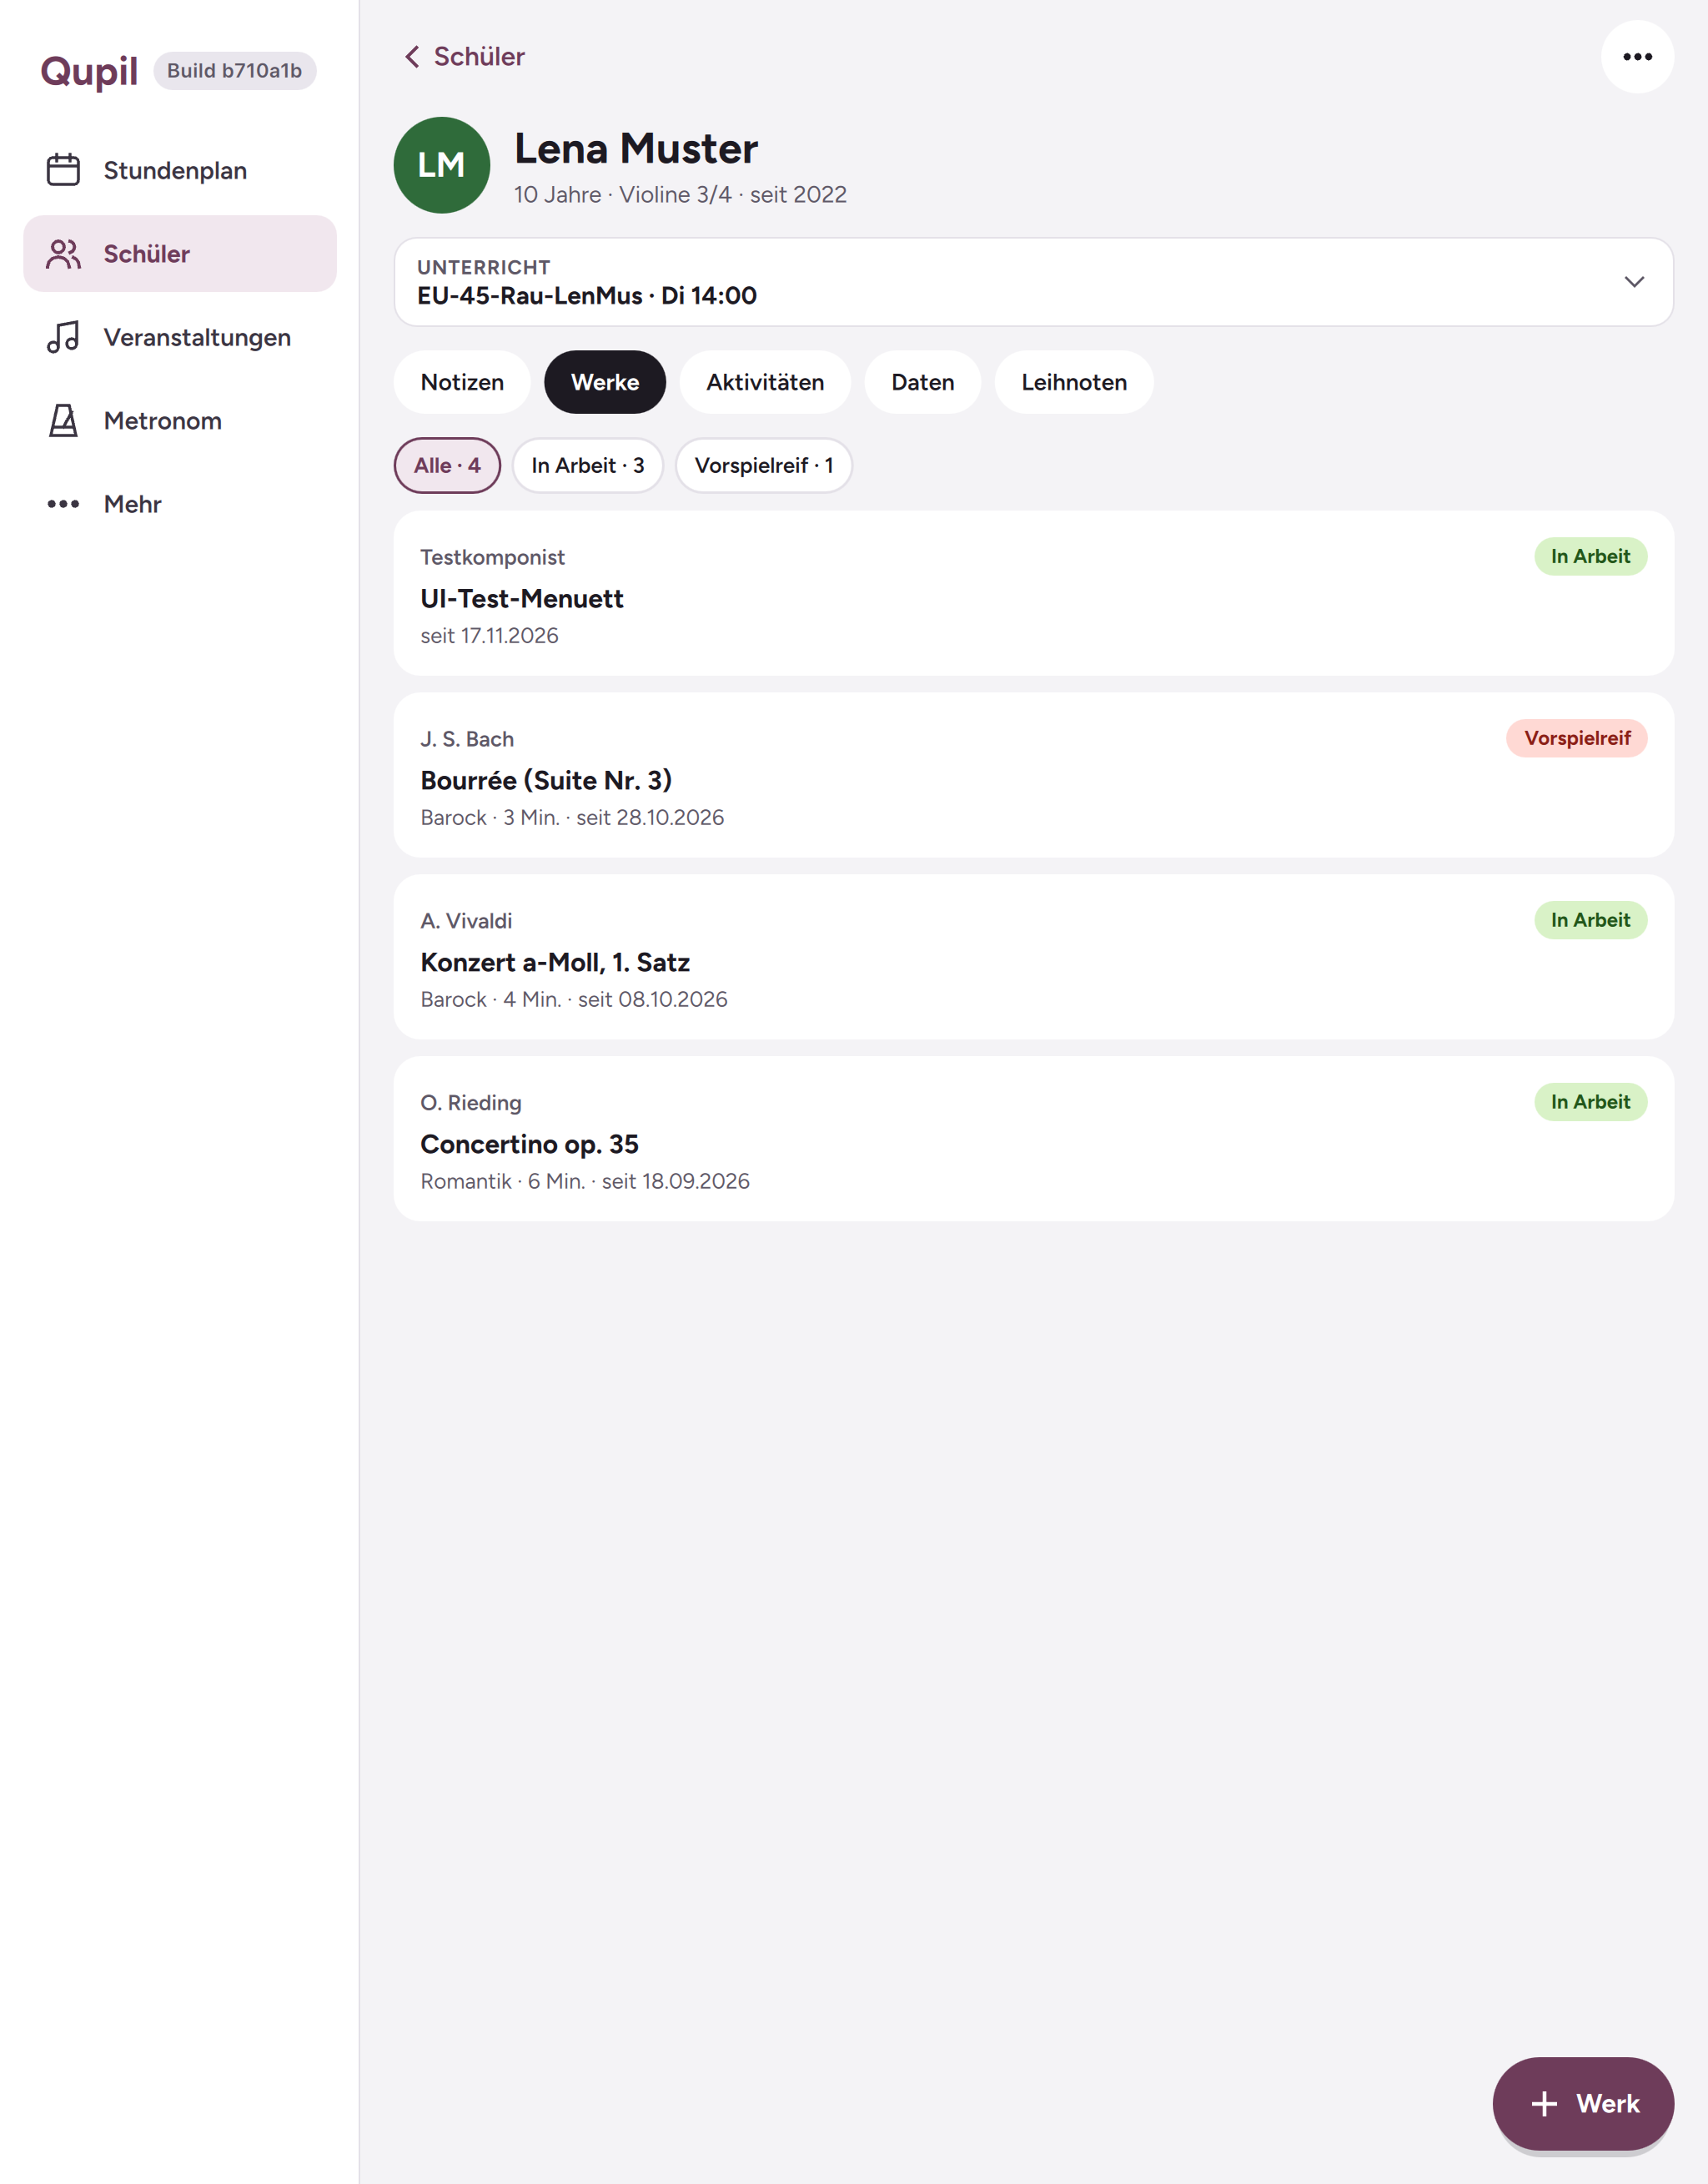 Qupil
Build b710a1b
Stundenplan
Schüler
Veranstaltungen
Metronom
Mehr
Schüler
LM
Lena Muster
10 Jahre · Violine 3/4 · seit 2022
UNTERRICHT
EU-45-Rau-LenMus · Di 14:00
Notizen
Werke
Aktivitäten
Daten
Leihnoten
Alle · 4
In Arbeit · 3
Vorspielreif · 1
Testkomponist
In Arbeit
UI-Test-Menuett
seit 17.11.2026
J. S. Bach
Vorspielreif
Bourrée (Suite Nr. 3)
Barock · 3 Min. · seit 28.10.2026
A. Vivaldi
In Arbeit
Konzert a-Moll, 1. Satz
Barock · 4 Min. · seit 08.10.2026
O. Rieding
In Arbeit
Concertino op. 35
Romantik · 6 Min. · seit 18.09.2026
Werk